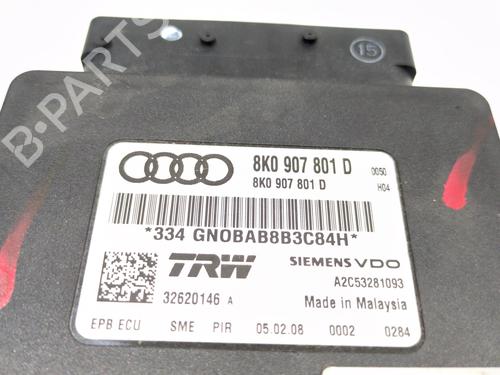 15
8K0 907 801 D 0050
8K0 907 801 D H04
*334 GN0BAB8B3C84H*
TRW SIEMENS VDO
32620146 A A2C53281093
Made in Malaysia
EPB ECU SME PIR 05.02.08 0002 0284
B-PARTS